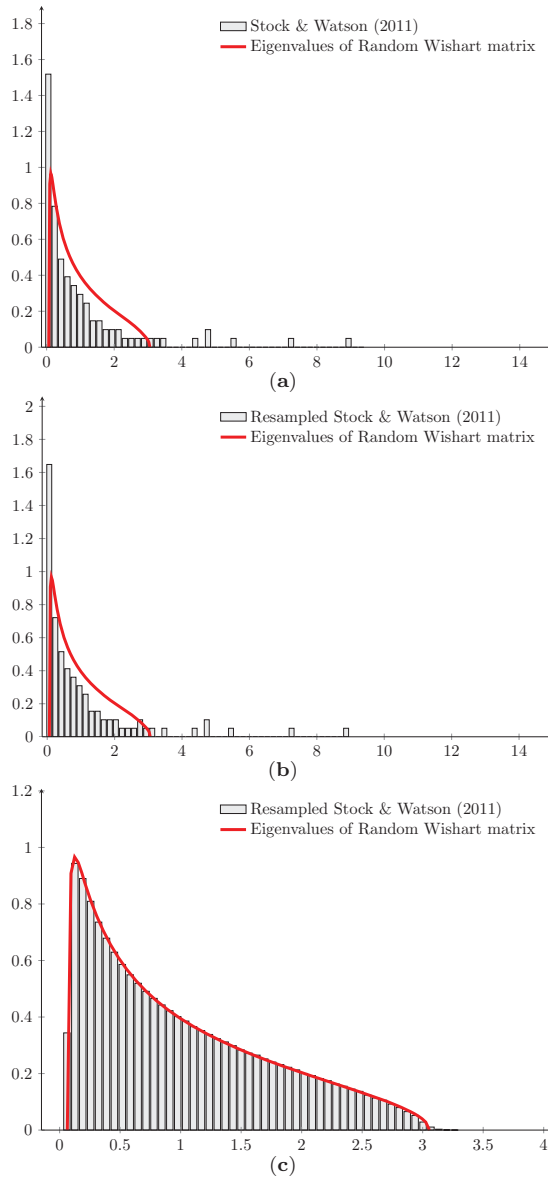 1.8
Stock & Watson (2011)
1.6
Eigenvalues of Random Wishart matrix
1.4
1.2
1
0.8
0.6
0.4
0.2
0
0 2 4 6 8 10 12 14
(a)
2
Resampled Stock & Watson (2011)
1.8
Eigenvalues of Random Wishart matrix
1.6
1.4
1.2
1
0.8
0.6
0.4
0.2
0
0 2 4 6 8 10 12 14
(b)
1.2
Resampled Stock & Watson (2011)
Eigenvalues of Random Wishart matrix
1
0.8
0.6
0.4
0.2
0
0 0.5 1 1.5 2 2.5 3 3.5 4
(c)